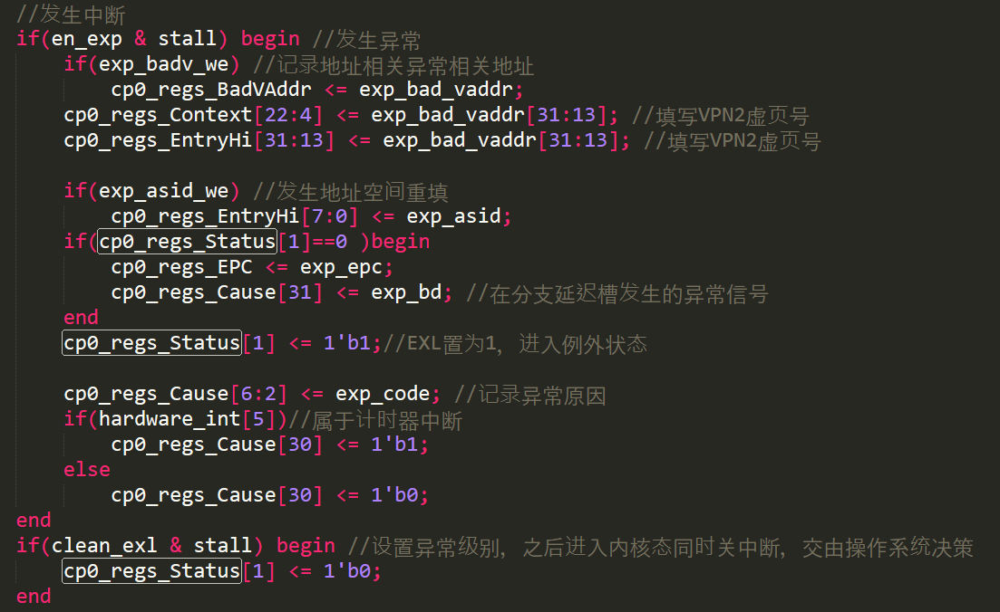 //发生中断
if(en_exp & stall) begin //发生异常
if(exp_badv_we) //记录地址相关异常相关地址
cp0_regs_BadVAddr <= exp_bad_vaddr;
cp0_regs_Context[22:4] <= exp_bad_vaddr[31:13]; //填写VPN2虚页号
cp0_regs_EntryHi[31:13] <= exp_bad_vaddr[31:13]; //填写VPN2虚页号
if(exp_asid_we) //发生地址空间重填
cp0_regs_EntryHi[7:0] <= exp_asid;
if(cp0_regs_Status[1]==0 )begin
cp0_regs_EPC <= exp_epc;
cp0_regs_Cause[31] <= exp_bd; //在分支延迟槽发生的异常信号
end
cp0_regs_Status[1] <= 1'b1;//EXL置为1, 进入例外状态
cp0_regs_Cause[6:2] <= exp_code; //记录异常原因
if(hardware_int[5])//属于计时器中断
cp0_regs_Cause[30] <= 1'b1;
else
cp0_regs_Cause[30] <= 1'b0;
end
if(clean_exl & stall) begin //设置异常级别, 之后进入内核态同时关中断, 交由操作系统决策
cp0_regs_Status[1] <= 1'b0;
end